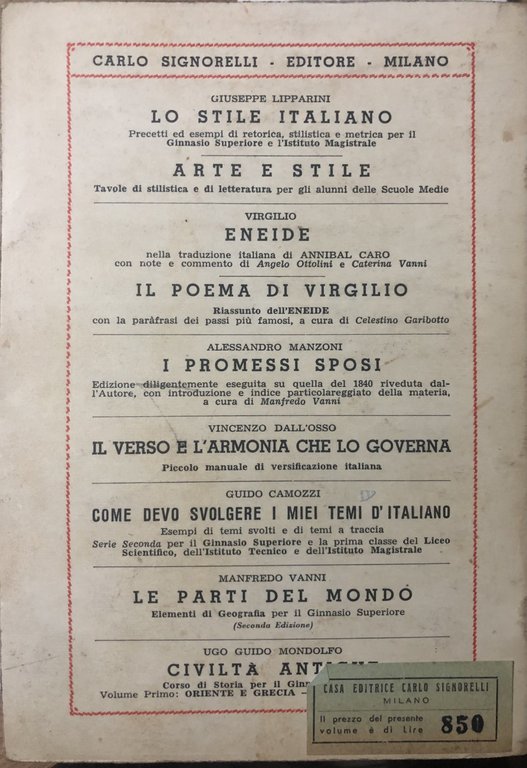 CARLO SIGNORELLI - EDITORE - MILANO
GIUSEPPE LIPPARINI
LO STILE ITALIANO
Precetti ed esempi di retorica, stilistica e metrica per il
Ginnasio Superiore e l'Istituto Magistrale
ARTE E STILE
Tavole di stilistica e di letteratura per gli alunni delle Scuole Medie
VIRGILIO
ENEIDE
nella traduzione italiana di ANNIBAL CARO
con note e commento di Angelo Ottolini e Caterina Vanni
IL POEMA DI VIRGILIO
Riassunto dell'ENEIDE
con la paràfrasi dei passi più famosi, a cura di Celestino Garibotto
ALESSANDRO MANZONI
I PROMESSI SPOSI
Edizione diligentemente eseguita su quella del 1840 riveduta dal-
l'Autore, con introduzione e indice particolareggiato della materia,
a cura di Manfredo Vanni
VINCENZO DALL'OSSO
IL VERSO E L'ARMONIA CHE LO GOVERNA
Piccolo manuale di versificazione italiana
GUIDO CAMOZZI
COME DEVO SVOLGERE I MIEI TEMI D'ITALIANO
Esempi di temi svolti e di temi a traccia
Serie Seconda per il Ginnasio Superiore e la prima classe del Liceo
Scientifico, dell'Istituto Tecnico e dell'Istituto Magistrale
MANFREDO VANNI
LE PARTI DEL MONDO
Elementi di Geografia per il Ginnasio Superiore
(Seconda Edizione)
UGO GUIDO MONDOLFO
CIVILTÀ
Corso di Storia per il
Volume Primo: ORIENTE E GRECIA -
CASA EDITRICE CARLO SIGNORELLI
MILANO
Il prezzo del presente
volume è di Lire 850